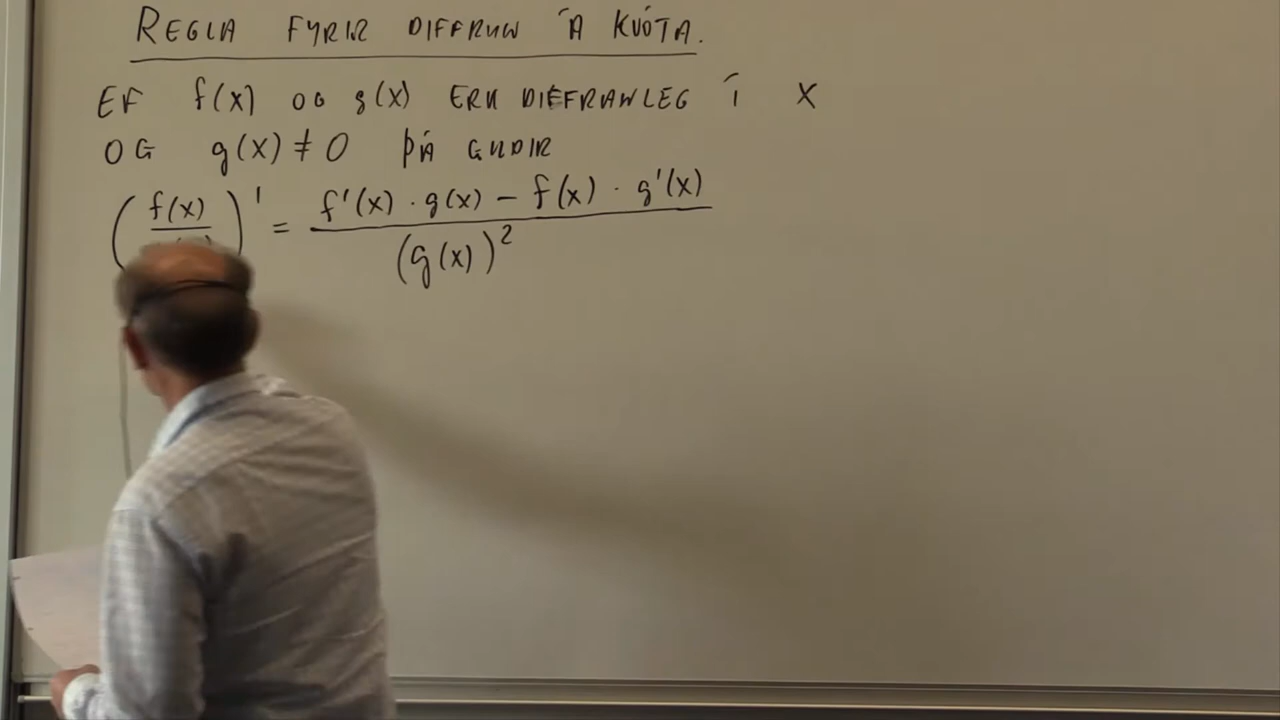 REGLA FYRIR DIFFRUN Á KVÓTA.
EF f(x) OG g(x) ERU DIFFRANLEG Í X
OG g(x) ≠ 0 ÞÁ GILDIR
(f(x)/g(x))' = (f'(x) · g(x) − f(x) · g'(x))/(g(x))²